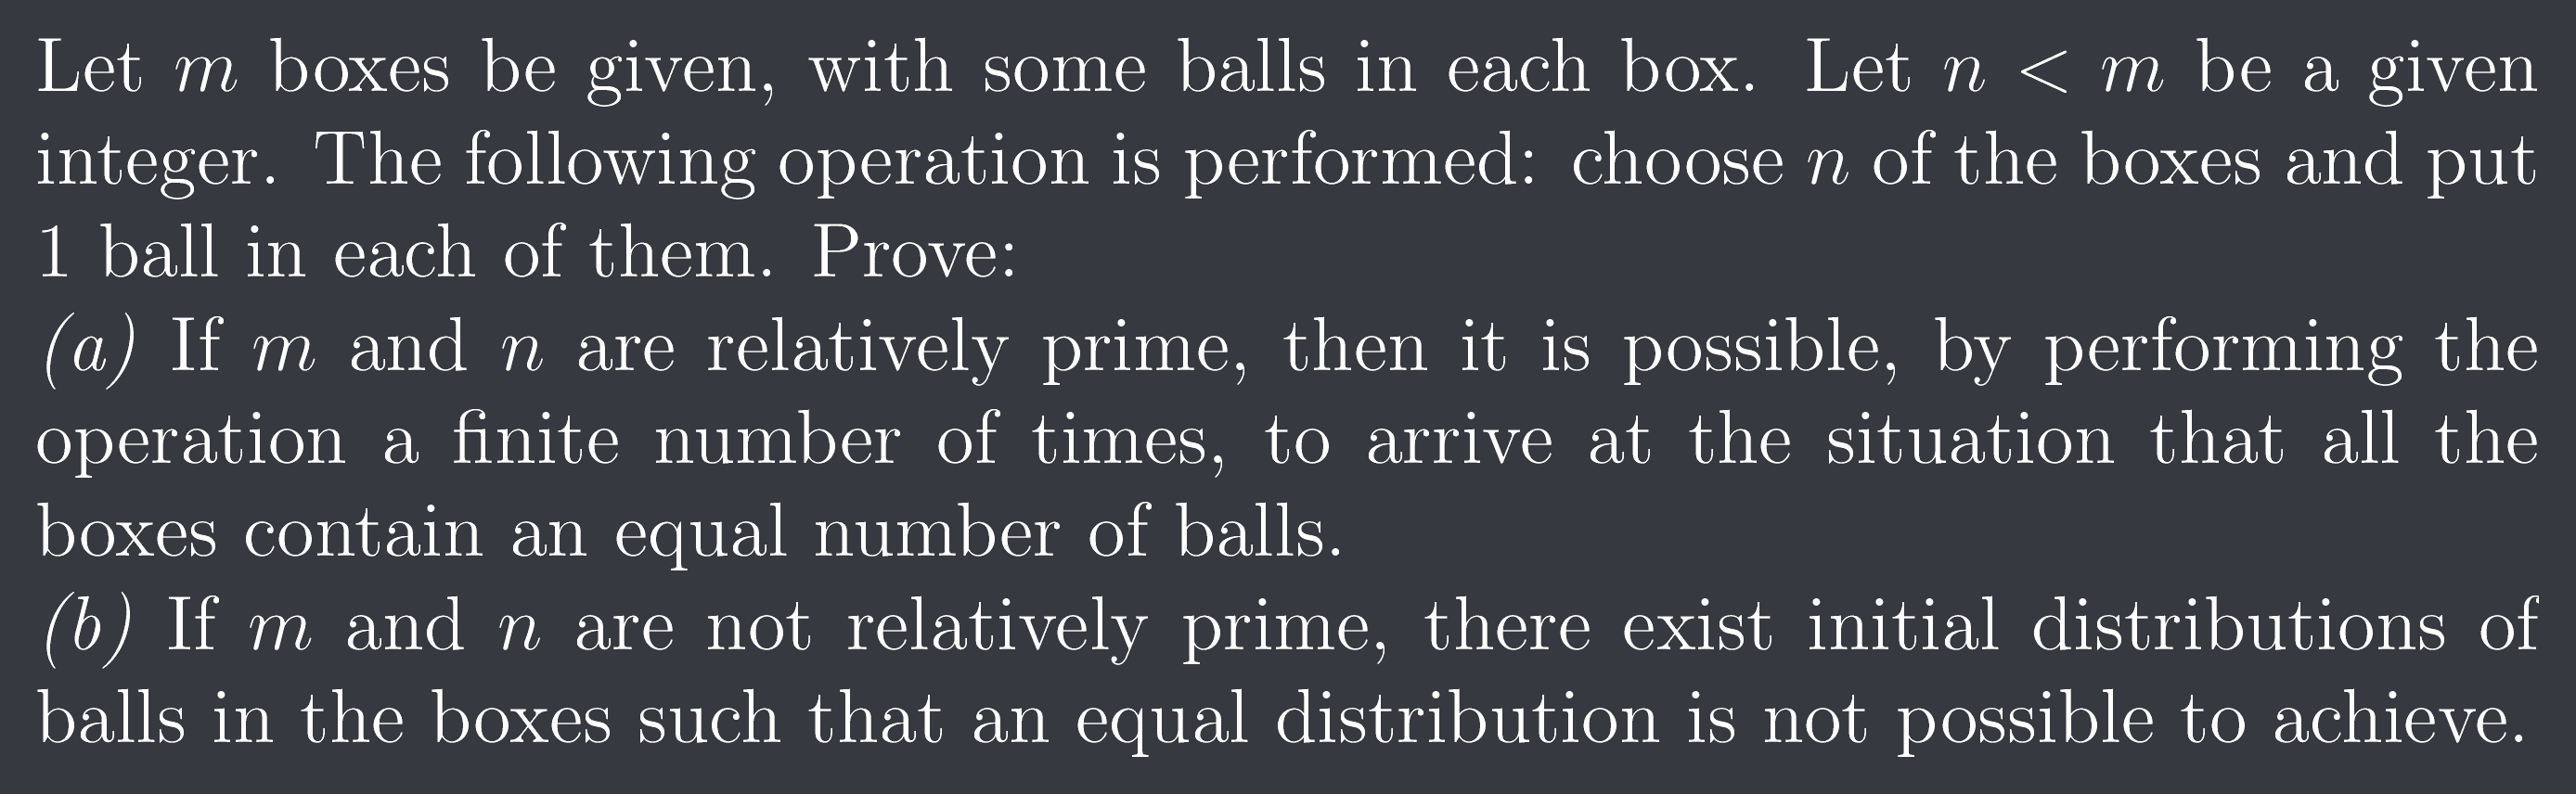 Let m boxes be given, with some balls in each box. Let n < m be a given
integer. The following operation is performed: choose n of the boxes and put
1 ball in each of them. Prove:
(a) If m and n are relatively prime, then it is possible, by performing the
operation a finite number of times, to arrive at the situation that all the
boxes contain an equal number of balls.
(b) If m and n are not relatively prime, there exist initial distributions of
balls in the boxes such that an equal distribution is not possible to achieve.